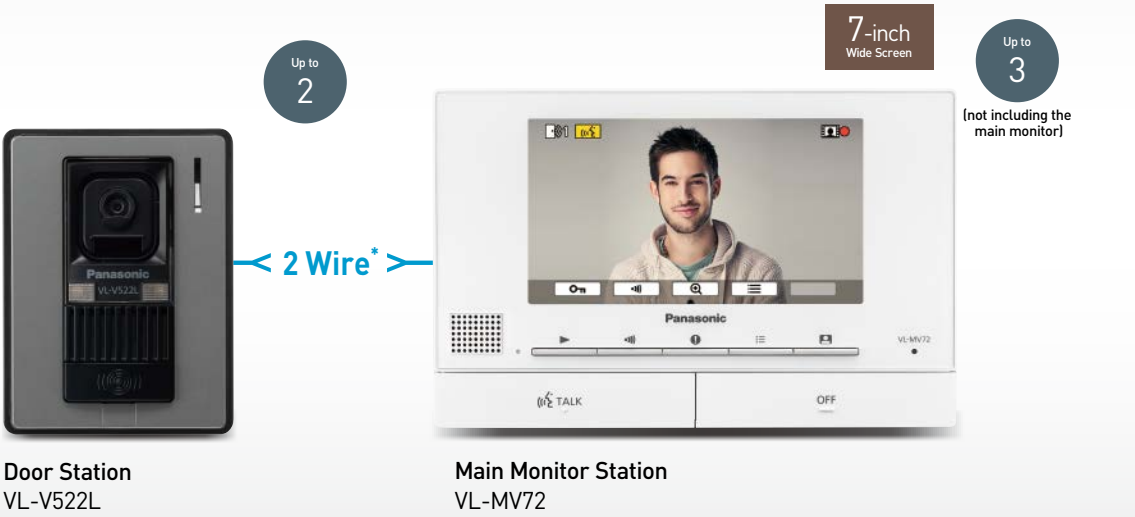 7-inch
Wide Screen
Up to
2
Up to
3
(not including the
main monitor)
1
Panasonic
VL-V522L
2 Wire*
Panasonic
VL-MV72
TALK
OFF
Door Station
VL-V522L
Main Monitor Station
VL-MV72